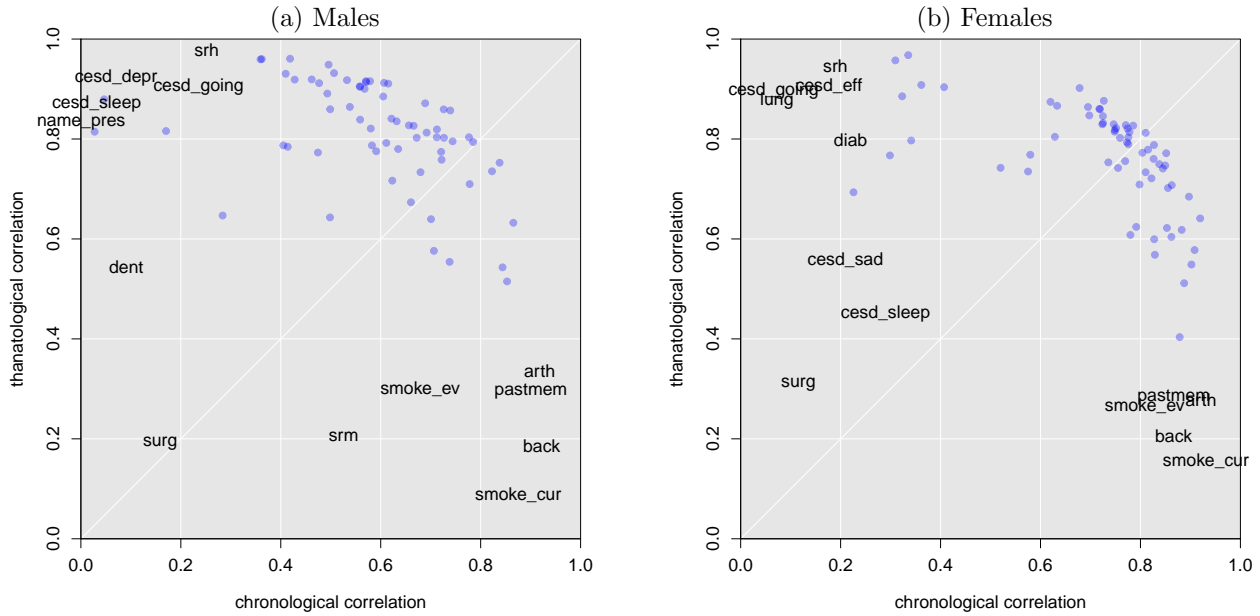 (a) Males
1.0
0.8
0.6
0.4
0.2
0.0
thanatological correlation
srh
cesd_depr
cesd_going
cesd_sleep
name_pres
dent
arth
smoke_ev
pastmem
surg
srm
back
smoke_cur
0.0 0.2 0.4 0.6 0.8 1.0
chronological correlation
(b) Females
1.0
0.8
0.6
0.4
0.2
0.0
thanatological correlation
srh
cesd_going
cesd_eff
lung
diab
cesd_sad
cesd_sleep
surg
pastmem
smoke_ev
arth
back
smoke_cur
0.0 0.2 0.4 0.6 0.8 1.0
chronological correlation